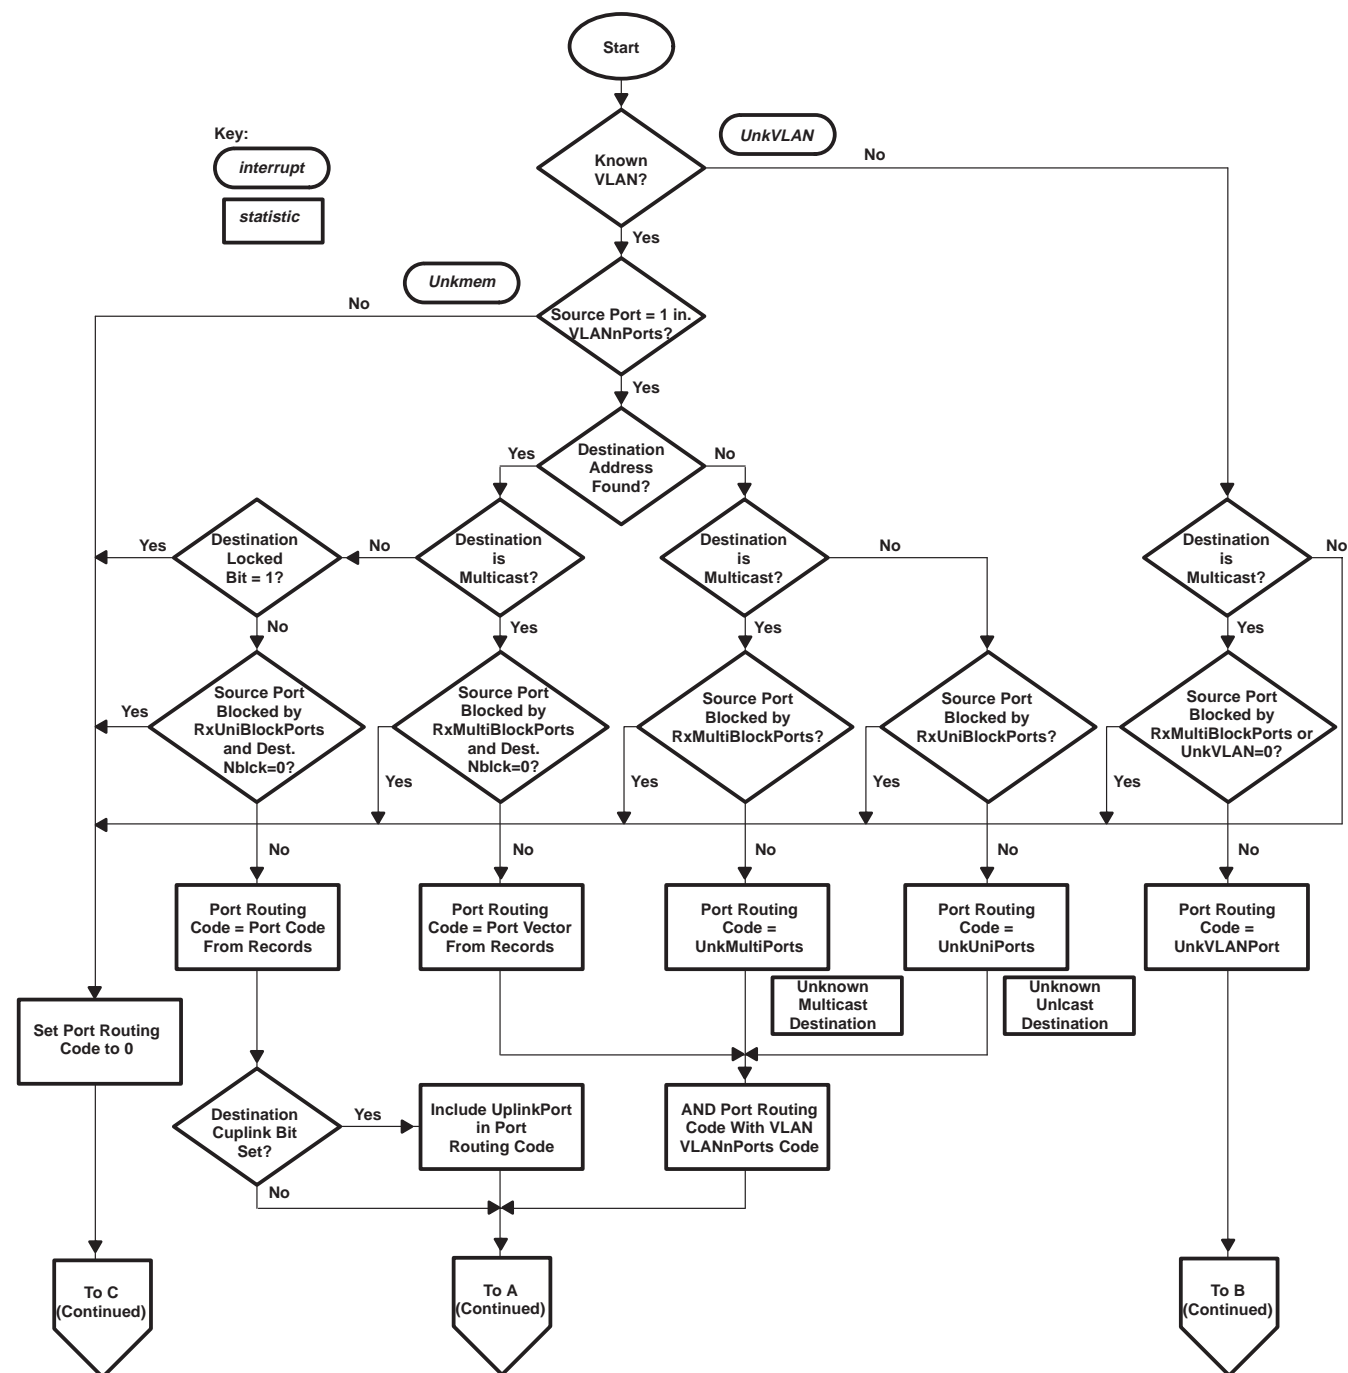 Start
Key:
interrupt
statistic
UnkVLAN
No
Known
VLAN?
Yes
Unkmem
No
Source Port = 1 in.
VLANnPorts?
Yes
Destination
Address
Found?
Yes
No
Destination
Locked
Bit = 1?
Yes
No
No
Destination
is
Multicast?
Yes
Destination
is
Multicast?
No
Yes
Destination
is
Multicast?
No
Yes
Source Port
Blocked by
RxUniBlockPorts
and Dest.
Nblck=0?
Yes
No
Source Port
Blocked by
RxMultiBlockPorts
and Dest.
Nblck=0?
Yes
No
Source Port
Blocked by
RxMultiBlockPorts?
Yes
No
Source Port
Blocked by
RxUniBlockPorts?
Yes
No
Source Port
Blocked by
RxMultiBlockPorts or
UnkVLAN=0?
Yes
No
Port Routing
Code = Port Code
From Records
Port Routing
Code = Port Vector
From Records
Port Routing
Code =
UnkMultiPorts
Port Routing
Code =
UnkUniPorts
Port Routing
Code =
UnkVLANPort
Unknown
Multicast
Destination
Unknown
Unlcast
Destination
Set Port Routing
Code to 0
Destination
Cuplink Bit
Set?
Yes
No
Include UplinkPort
in Port
Routing Code
AND Port Routing
Code With VLAN
VLANnPorts Code
To C
(Continued)
To A
(Continued)
To B
(Continued)